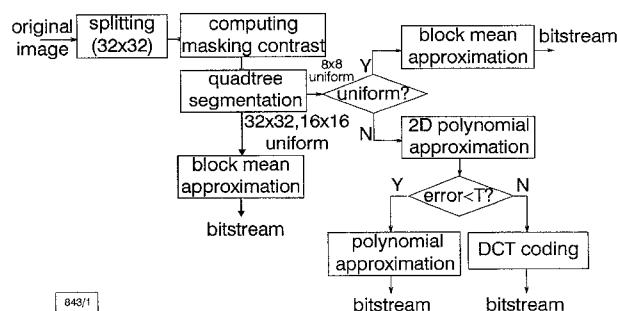 original
image
splitting
(32x32)
computing
masking contrast
quadtree
segmentation
8x8
uniform
uniform?
Y
N
block mean
approximation
bitstream
32x32,16x16
uniform
block mean
approximation
bitstream
2D polynomial
approximation
error<T?
Y
N
polynomial
approximation
DCT coding
bitstream
bitstream
843/1